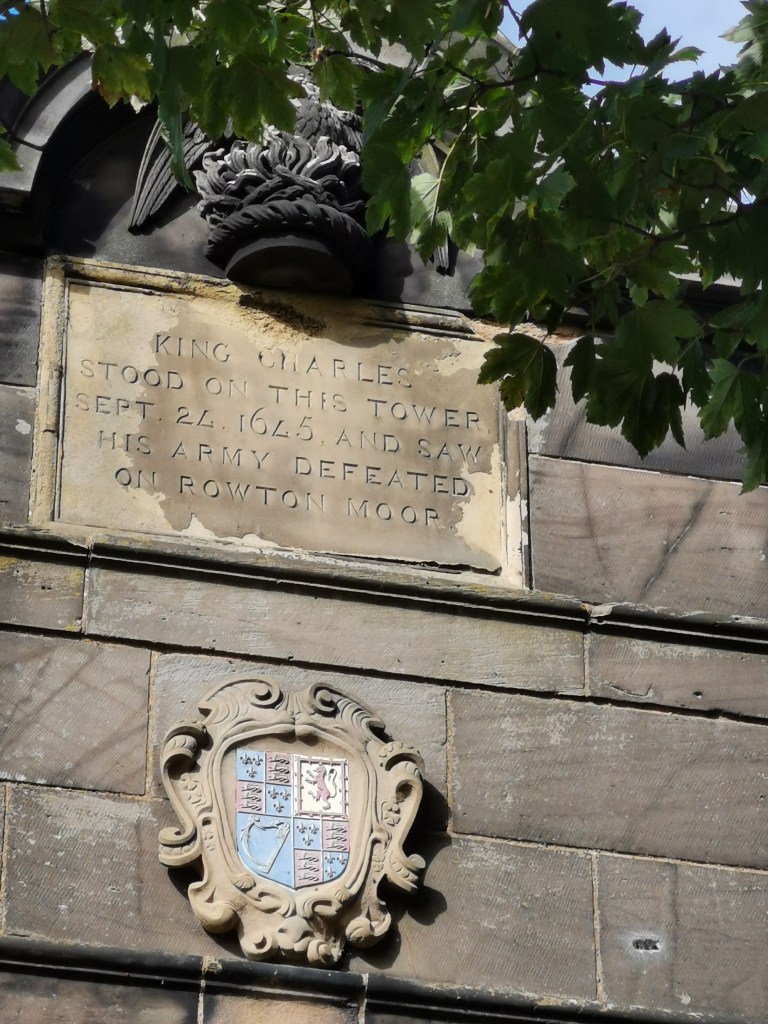 KING CHARLES
STOOD ON THIS TOWER
SEPT. 24. 1645. AND SAW
HIS ARMY DEFEATED
ON ROWTON MOOR